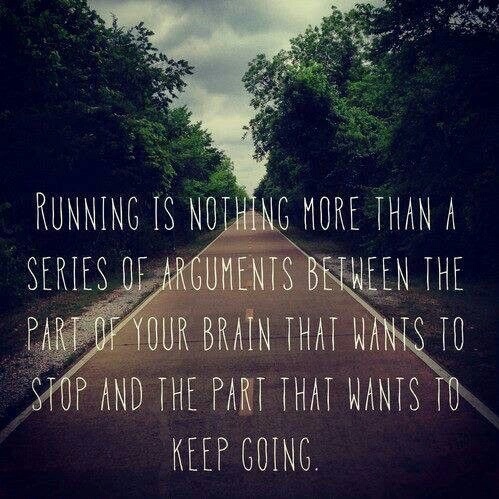 RUNNING IS NOTHING MORE THAN A
SERIES OF ARGUMENTS BETWEEN THE
PART OF YOUR BRAIN THAT WANTS TO
STOP AND THE PART THAT WANTS TO
KEEP GOING.